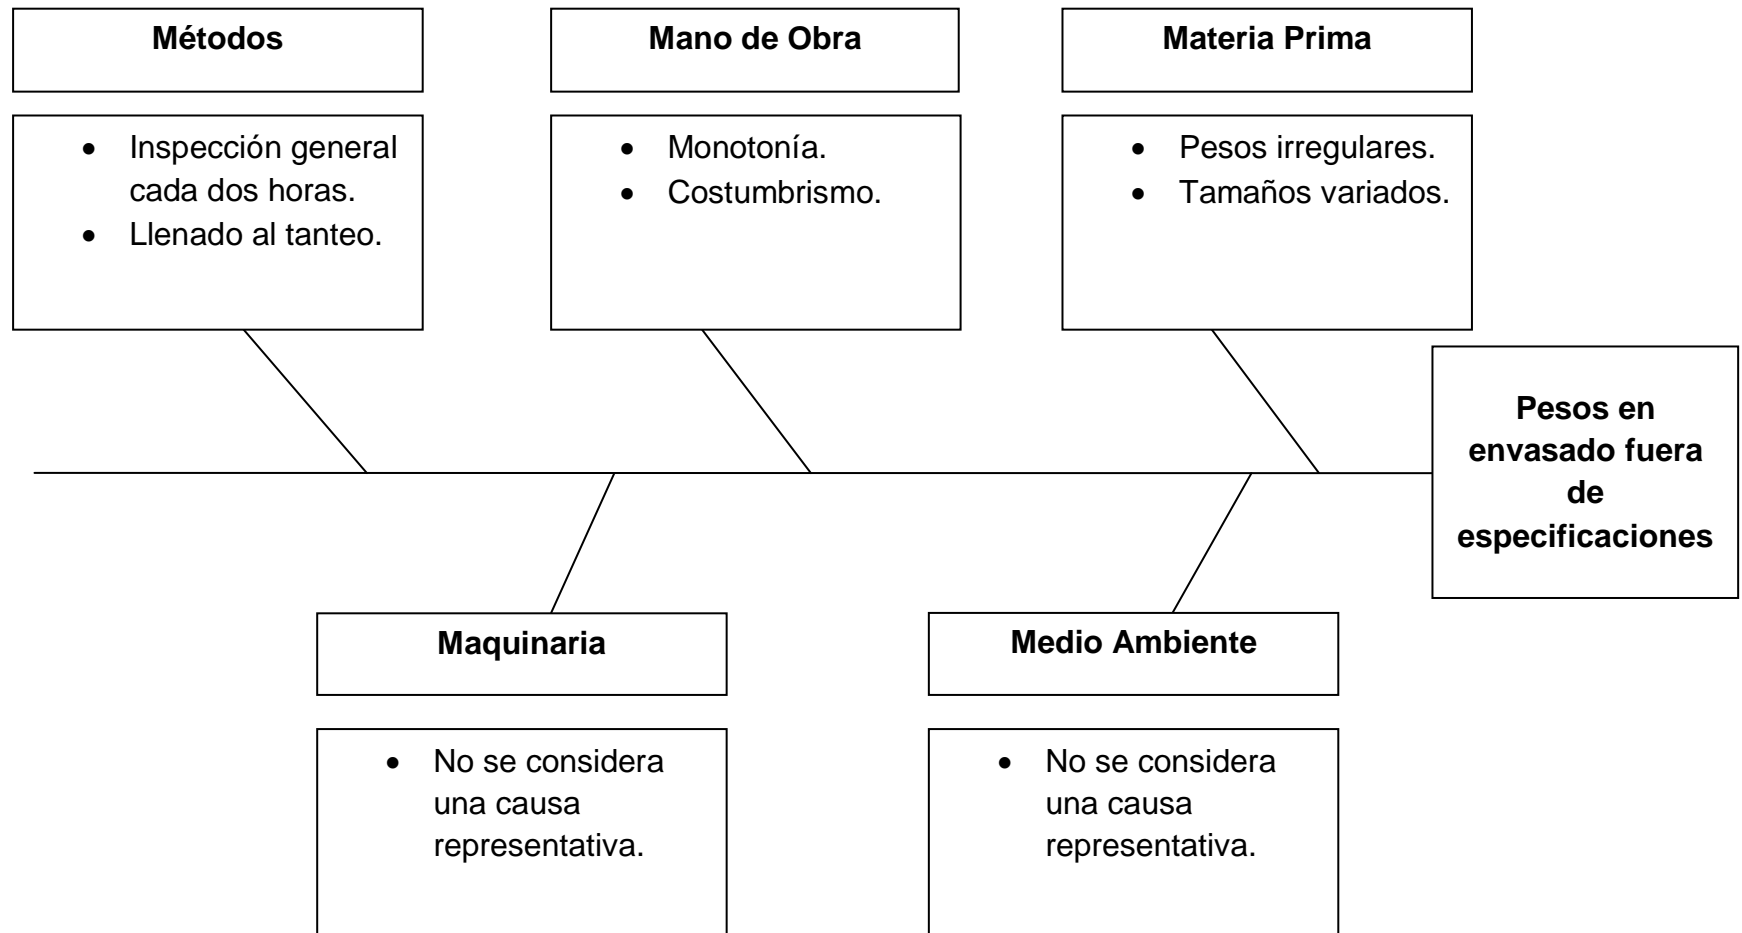 Métodos
Mano de Obra
Materia Prima
• Inspección general
cada dos horas.
• Llenado al tanteo.
• Monotonía.
• Costumbrismo.
• Pesos irregulares.
• Tamaños variados.
Pesos en
envasado fuera
de
especificaciones
Maquinaria
Medio Ambiente
• No se considera
una causa
representativa.
• No se considera
una causa
representativa.